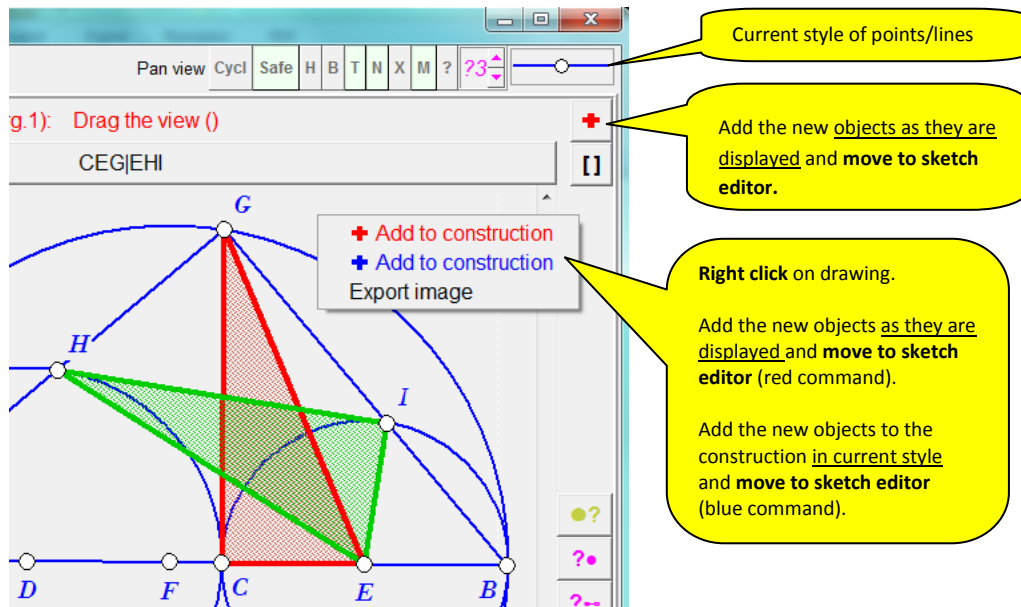 Pan view Cycl Safe H B T N X M ? ?3
Current style of points/lines
g.1): Drag the view ()
CEG|EHI
[ ]
Add the new objects as they are
displayed and move to sketch
editor.
G
Add to construction
Add to construction
Export image
H
I
Right click on drawing.
Add the new objects as they are
displayed and move to sketch
editor (red command).
Add the new objects to the
construction in current style
and move to sketch editor
(blue command).
?
?
?
D F C E B